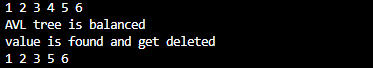 1 2 3 4 5 6
AVL tree is balanced
value is found and get deleted
1 2 3 5 6